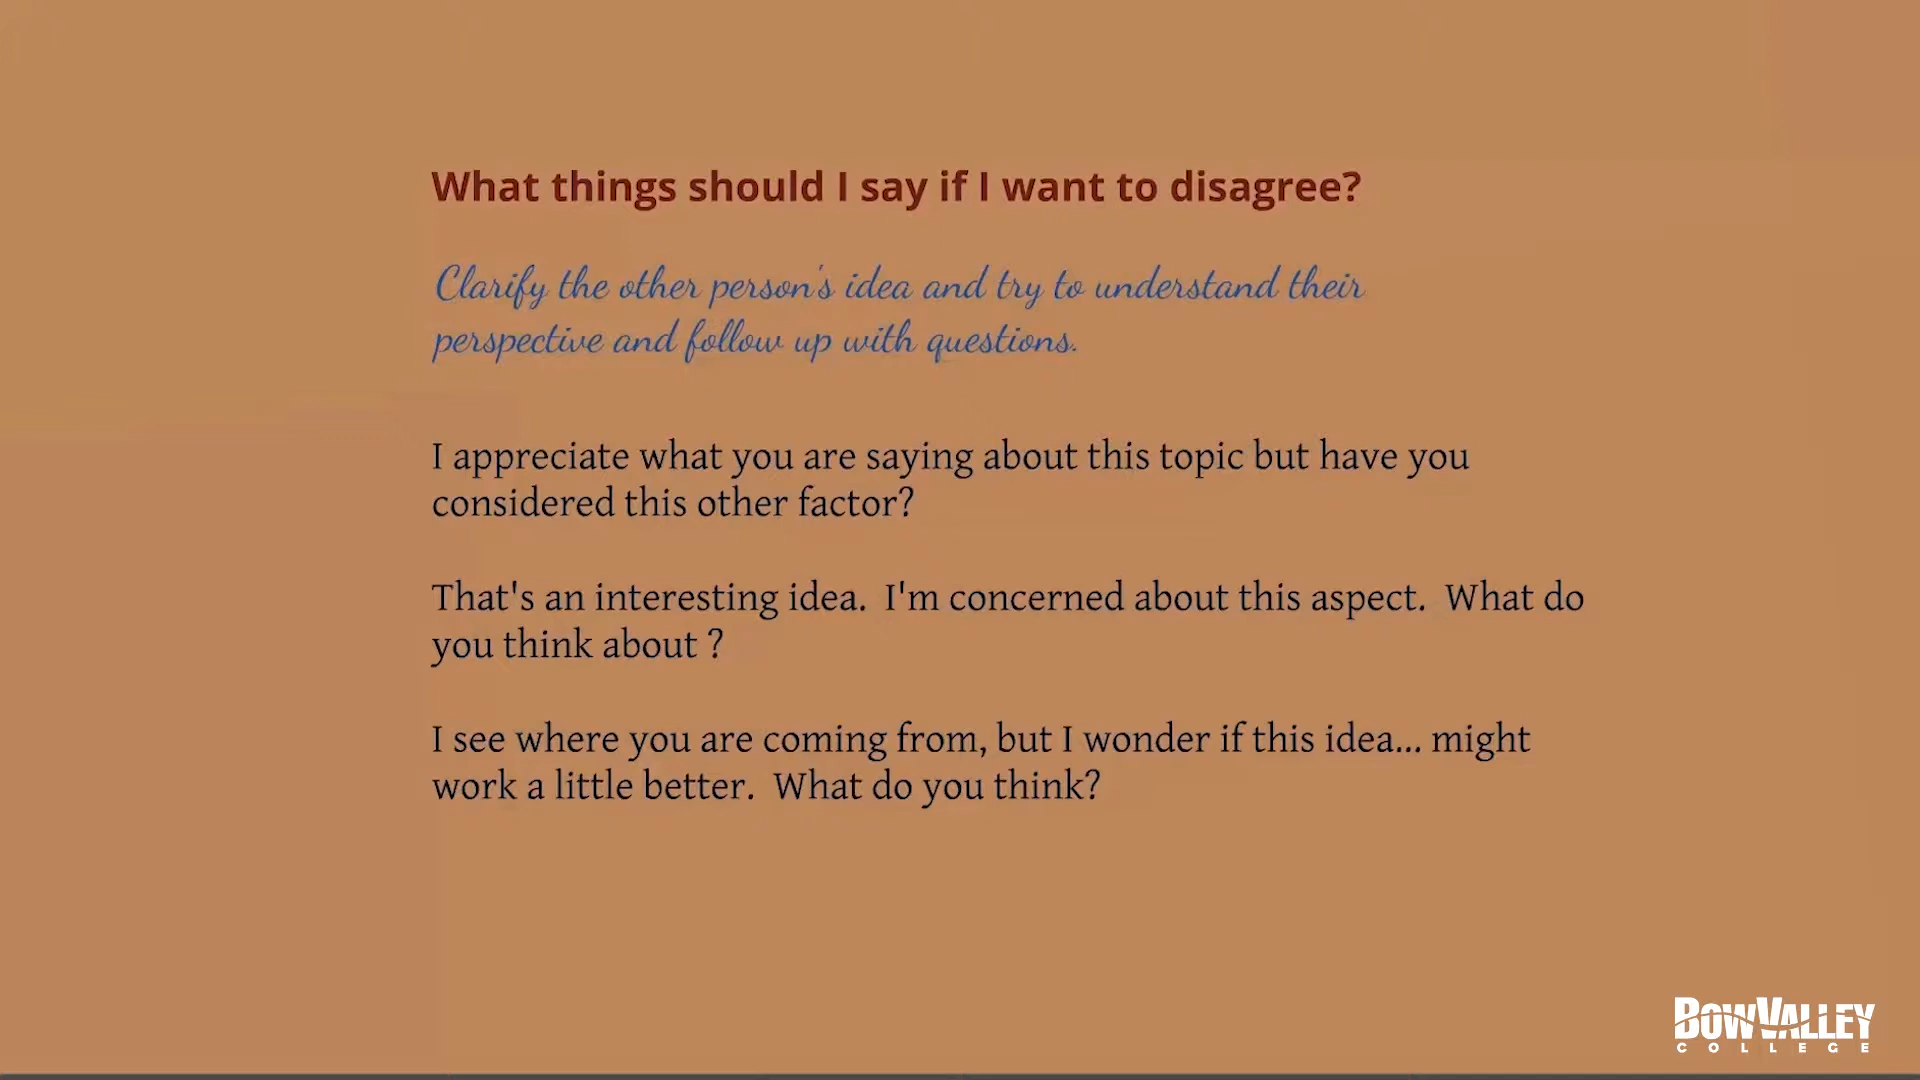 What things should I say if I want to disagree?
Clarify the other person's idea and try to understand their
perspective and follow up with questions.
I appreciate what you are saying about this topic but have you
considered this other factor?
That's an interesting idea.  I'm concerned about this aspect.  What do
you think about ?
I see where you are coming from, but I wonder if this idea... might
work a little better.  What do you think?
BOW VALLEY
COLLEGE